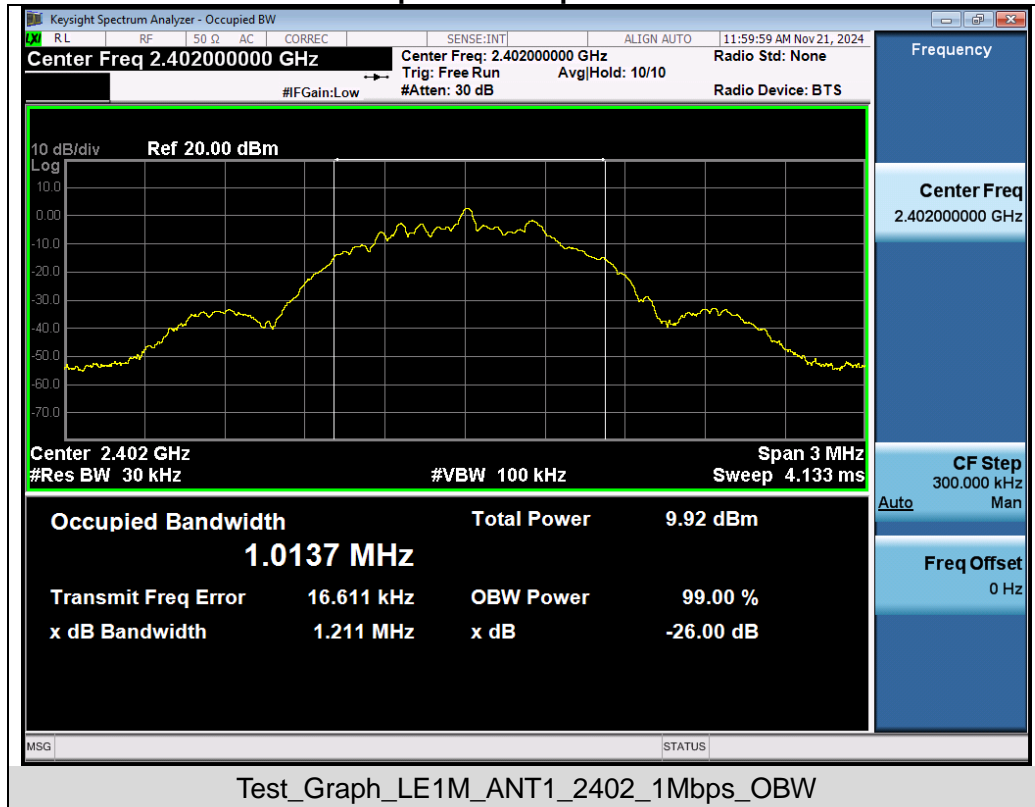 Keysight Spectrum Analyzer - Occupied BW
LXI RL RF 50 Ω AC CORREC SENSE:INT ALIGN AUTO 11:59:59 AM Nov 21, 2024
Center Freq 2.402000000 GHz
#IFGain:Low
Center Freq: 2.402000000 GHz
Trig: Free Run Avg|Hold: 10/10
#Atten: 30 dB
Radio Std: None
Radio Device: BTS
10 dB/div Ref 20.00 dBm
Log
10.0
0.00
-10.0
-20.0
-30.0
-40.0
-50.0
-60.0
-70.0
Center 2.402 GHz Span 3 MHz
#Res BW 30 kHz #VBW 100 kHz Sweep 4.133 ms
Occupied Bandwidth Total Power 9.92 dBm
1.0137 MHz
Transmit Freq Error 16.611 kHz OBW Power 99.00 %
x dB Bandwidth 1.211 MHz x dB -26.00 dB
MSG STATUS
Frequency
Center Freq
2.402000000 GHz
CF Step
300.000 kHz
Auto Man
Freq Offset
0 Hz
Test_Graph_LE1M_ANT1_2402_1Mbps_OBW